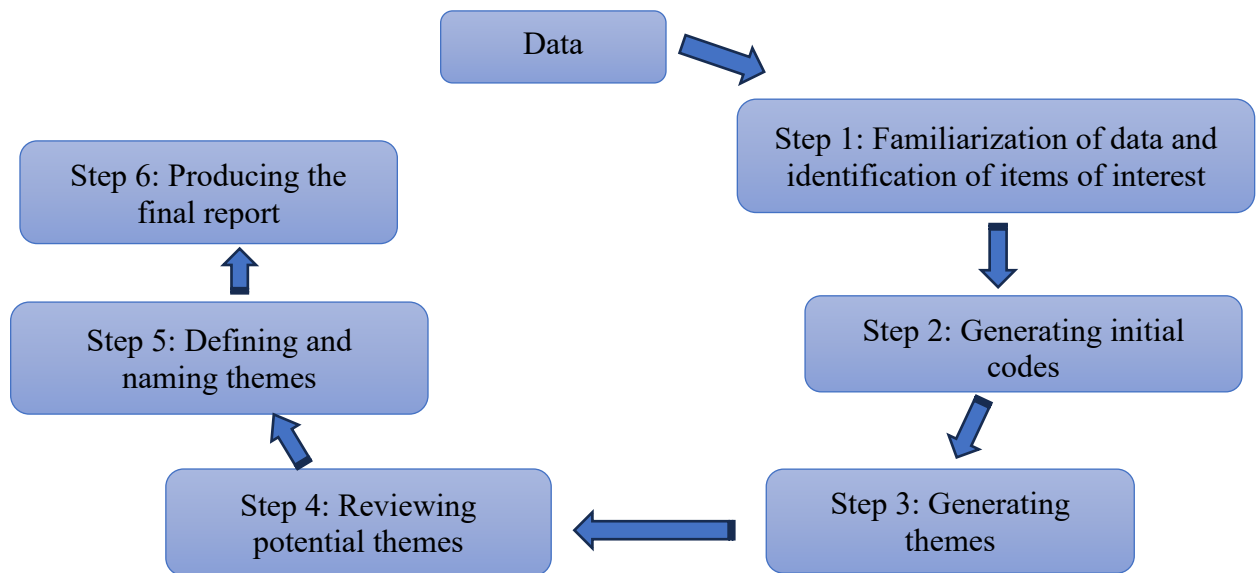 Data
Step 1: Familiarization of data and
identification of items of interest
Step 2: Generating initial
codes
Step 3: Generating
themes
Step 4: Reviewing
potential themes
Step 5: Defining and
naming themes
Step 6: Producing the
final report